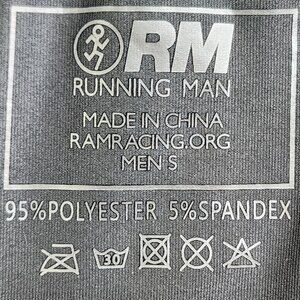 RM
RUNNING MAN
MADE IN CHINA
RAMRACING.ORG
MEN S
95%POLYESTER 5%SPANDEX
30